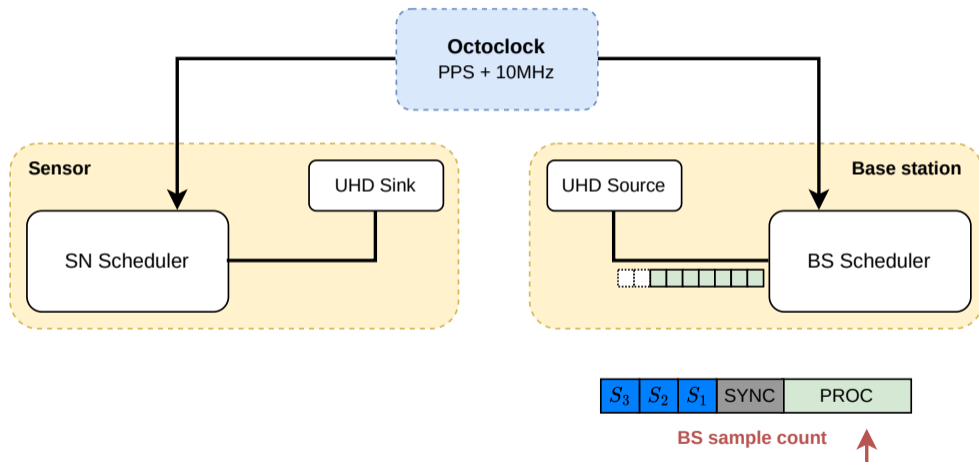 Octoclock
PPS + 10MHz
Sensor
UHD Sink
SN Scheduler
UHD Source
Base station
BS Scheduler
S₃ S₂ S₁ SYNC PROC
BS sample count